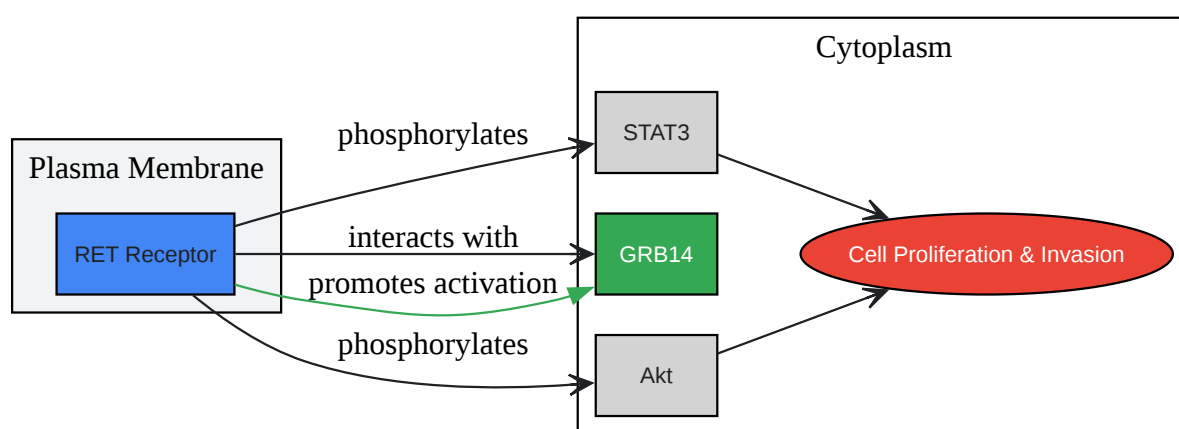 Cytoplasm
phosphorylates
STAT3
Plasma Membrane
RET Receptor
interacts with
GRB14
Cell Proliferation & Invasion
promotes activation
phosphorylates
Akt